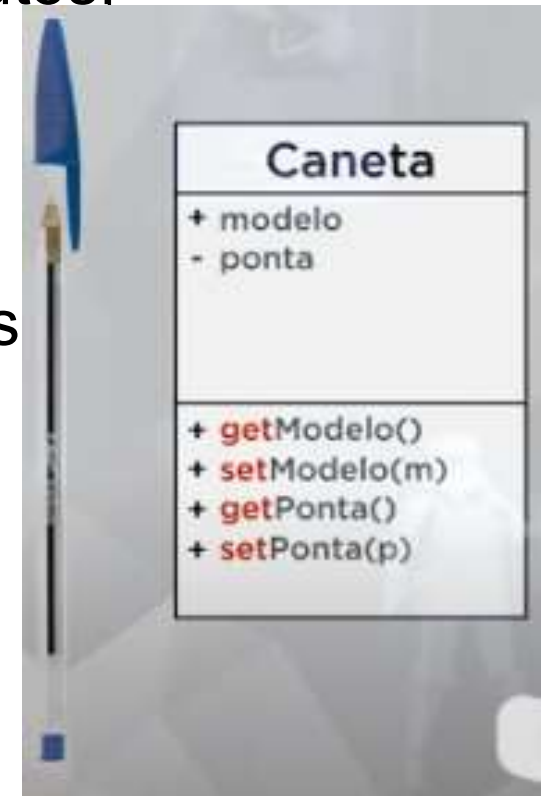 Caneta
+ modelo
- ponta
s
+ getModelo()
+ setModelo(m)
+ getPonta()
+ setPonta(p)